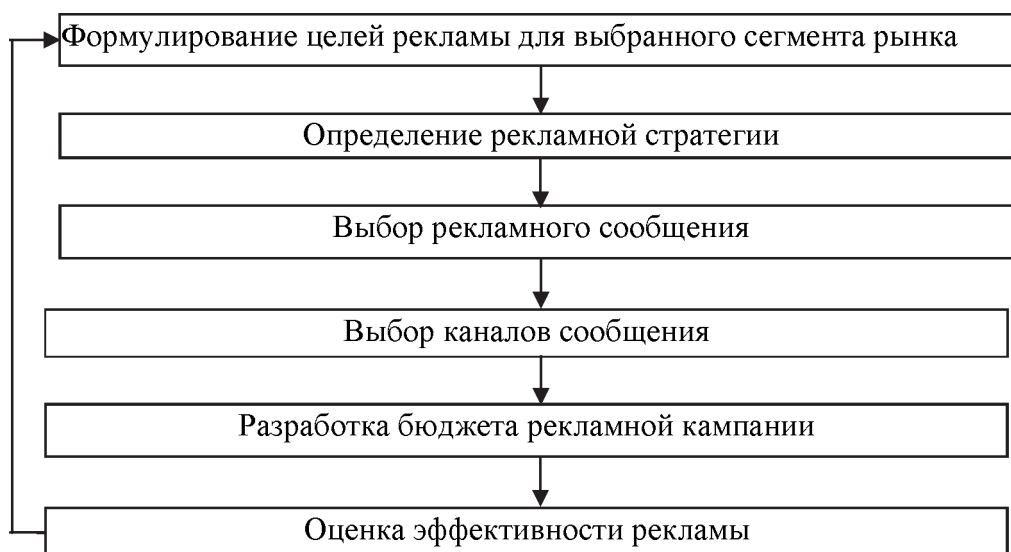 Формулирование целей рекламы для выбранного сегмента рынка
Определение рекламной стратегии
Выбор рекламного сообщения
Выбор каналов сообщения
Разработка бюджета рекламной кампании
Оценка эффективности рекламы